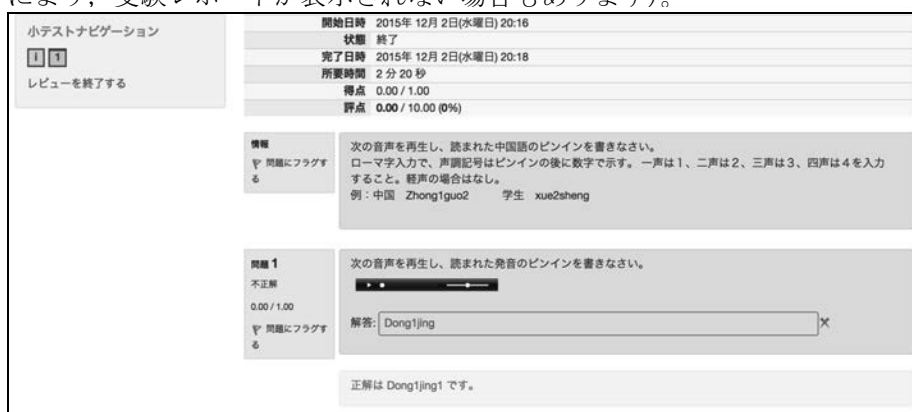 により，受験レポートが表示されない場合もあります)。
小テストナビゲーション
i 1
レビューを終了する
開始日時 2015年 12月 2日(水曜日) 20:16
状態 終了
完了日時 2015年 12月 2日(水曜日) 20:18
所要時間 2 分 20 秒
得点 0.00 / 1.00
評点 0.00 / 10.00 (0%)
情報
問題にフラグす
る
次の音声を再生し、読まれた中国語のピンインを書きなさい。
ローマ字入力で、声調記号はピンインの後に数字で示す。一声は１、二声は２、三声は３、四声は４を入力
すること。軽声の場合はなし。
例：中国 Zhong1guo2 学生 xue2sheng
問題 1
不正解
0.00 / 1.00
問題にフラグす
る
次の音声を再生し、読まれた発音のピンインを書きなさい。
解答: Dong1jing
正解は Dong1jing1 です。